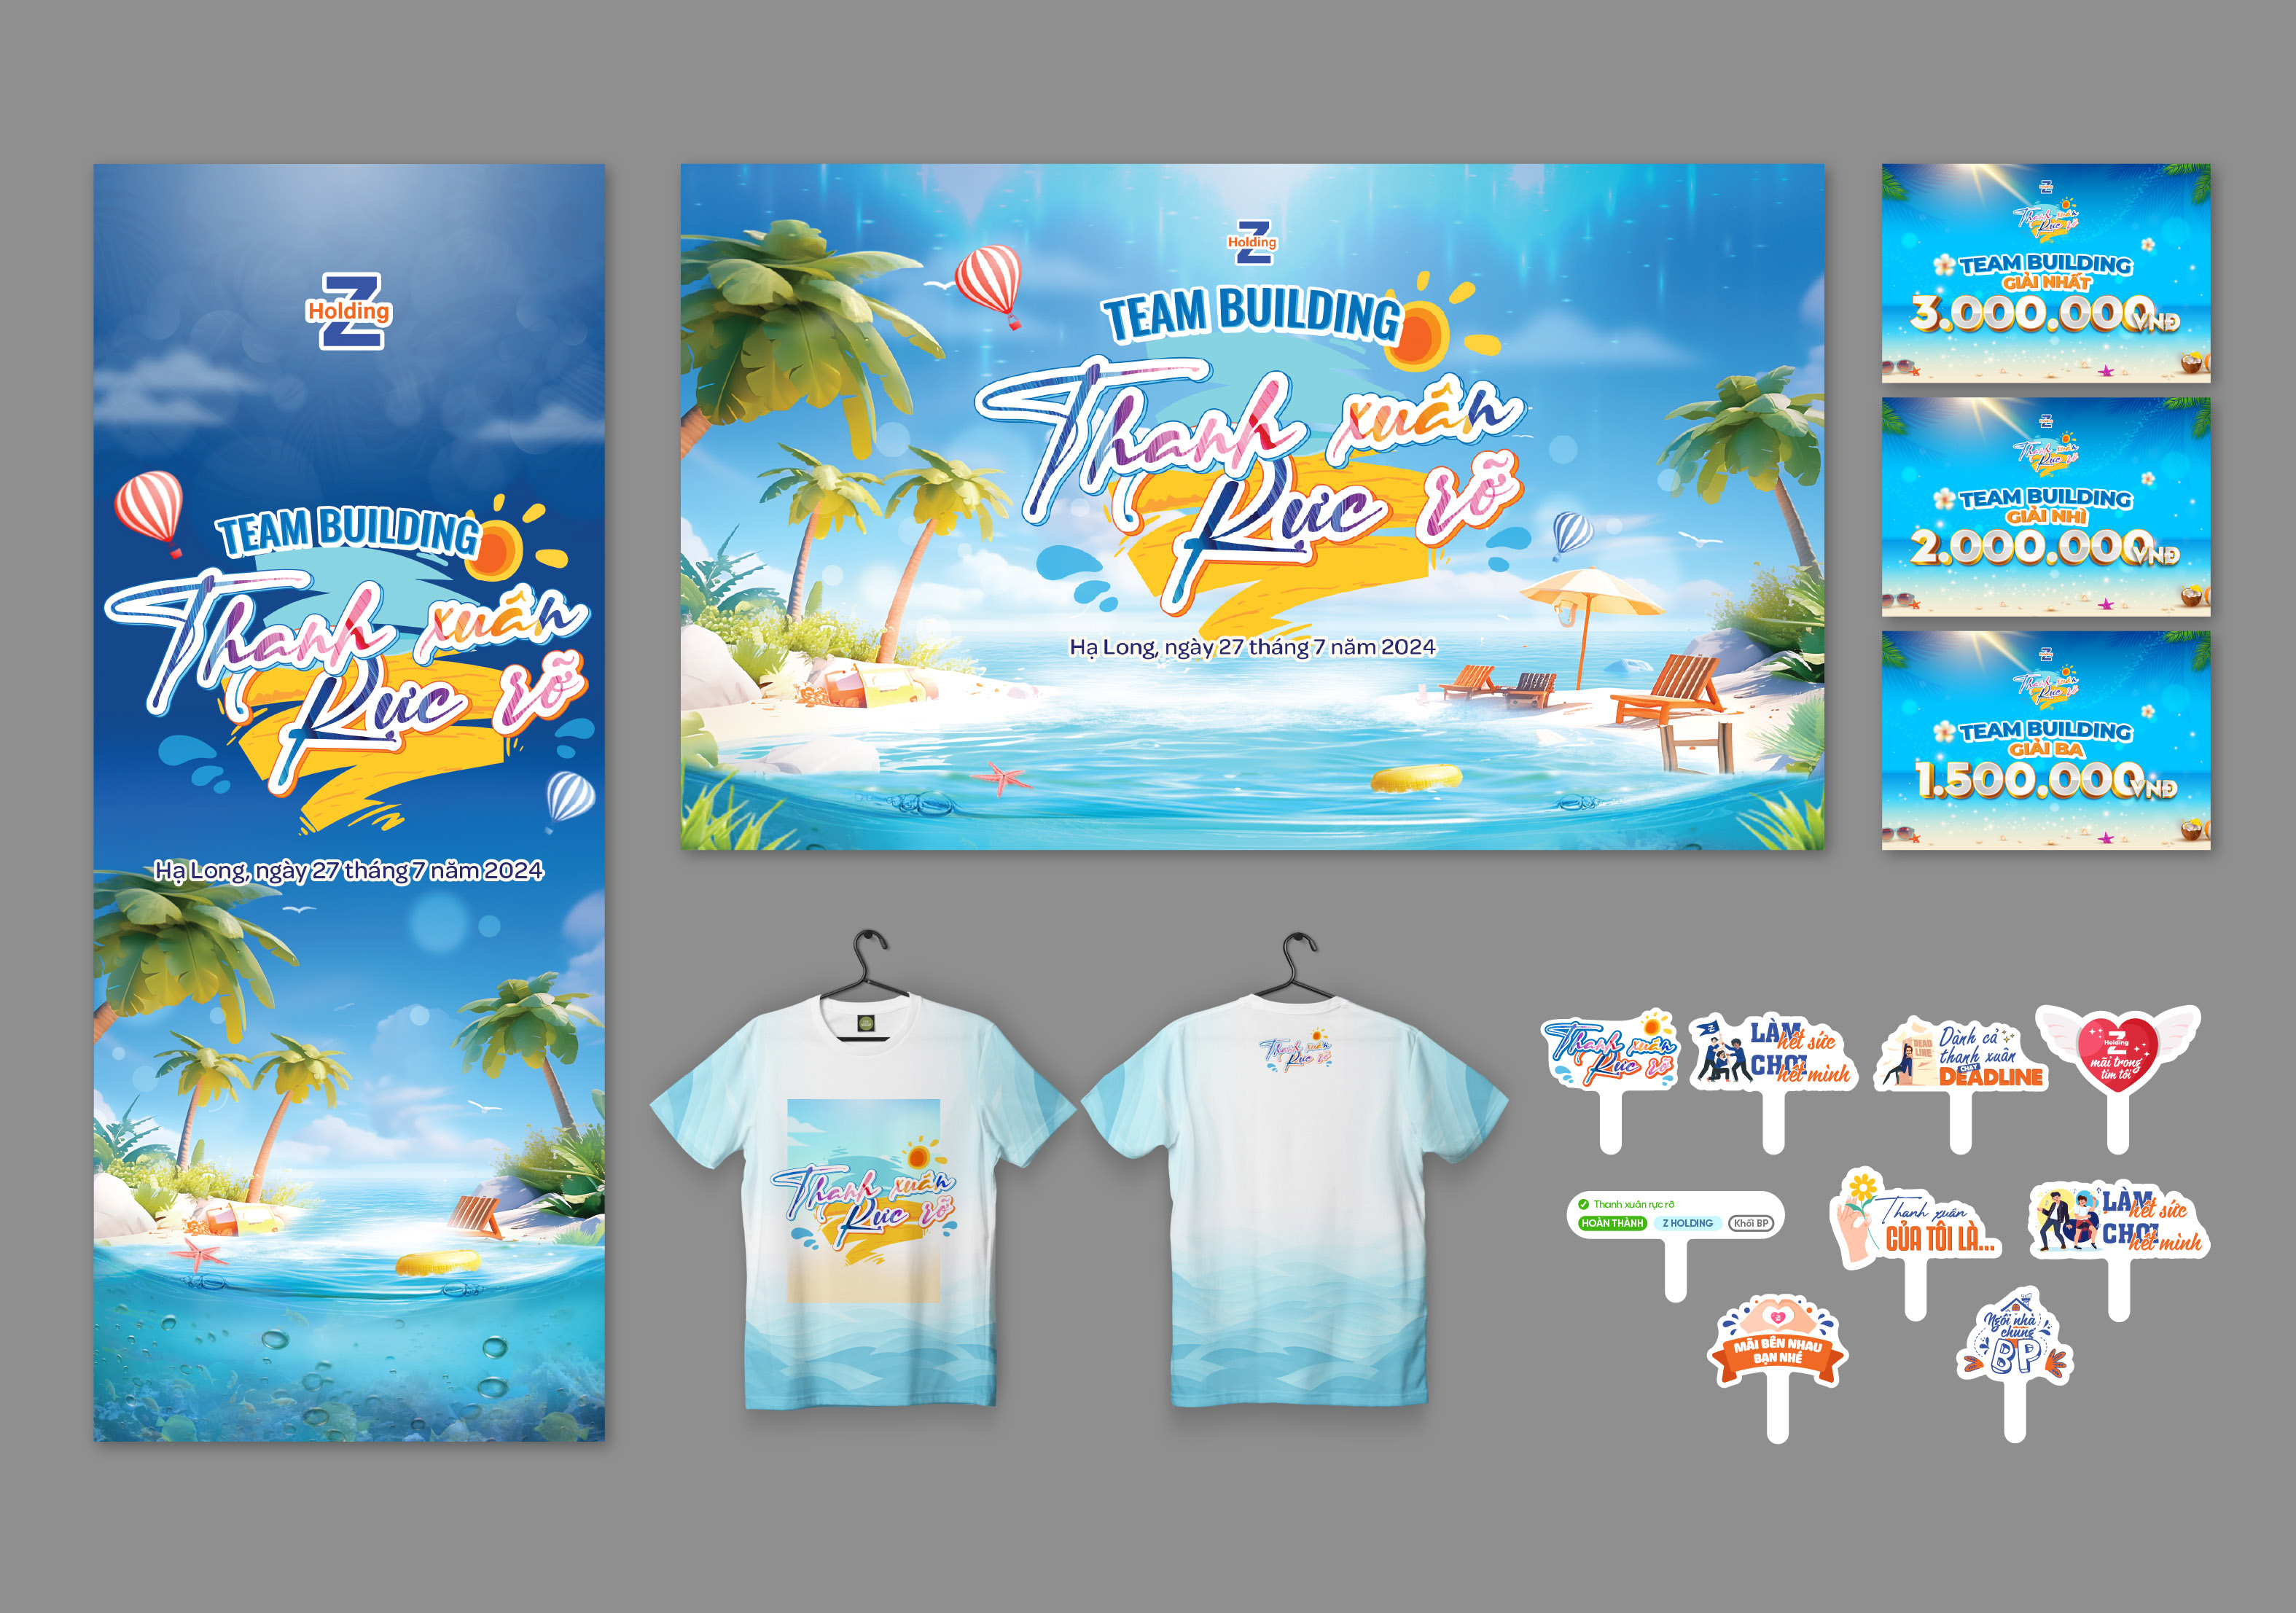 Z
Holding
TEAM BUILDING
Thanh xuân
Rực rỡ
Hạ Long, ngày 27 tháng 7 năm 2024
Z
Holding
TEAM BUILDING
Thanh xuân
Rực rỡ
Hạ Long, ngày 27 tháng 7 năm 2024
Z
Thanh xuân
Rực rỡ
TEAM BUILDING
GIẢI NHẤT
3.000.000 VNĐ
Z
Thanh xuân
Rực rỡ
TEAM BUILDING
GIẢI NHÌ
2.000.000 VNĐ
Z
Thanh xuân
Rực rỡ
TEAM BUILDING
GIẢI BA
1.500.000 VNĐ
Thanh xuân
Rực rỡ
Thanh xuân
Rực rỡ
Thanh xuân
Rực rỡ
LÀM
hết sức
CHƠI
hết mình
DEAD
LINE
Dành cả
thanh xuân
CHẠY
DEADLINE
Z
Holding
mãi trong
tim tôi
Thanh xuân rực rỡ
HOÀN THÀNH Z HOLDING Khối BP
Thanh xuân
CỦA TÔI LÀ...
LÀM
hết sức
CHƠI
hết mình
MÃI BÊN NHAU
BẠN NHÉ
Ngôi nhà
chung
BP